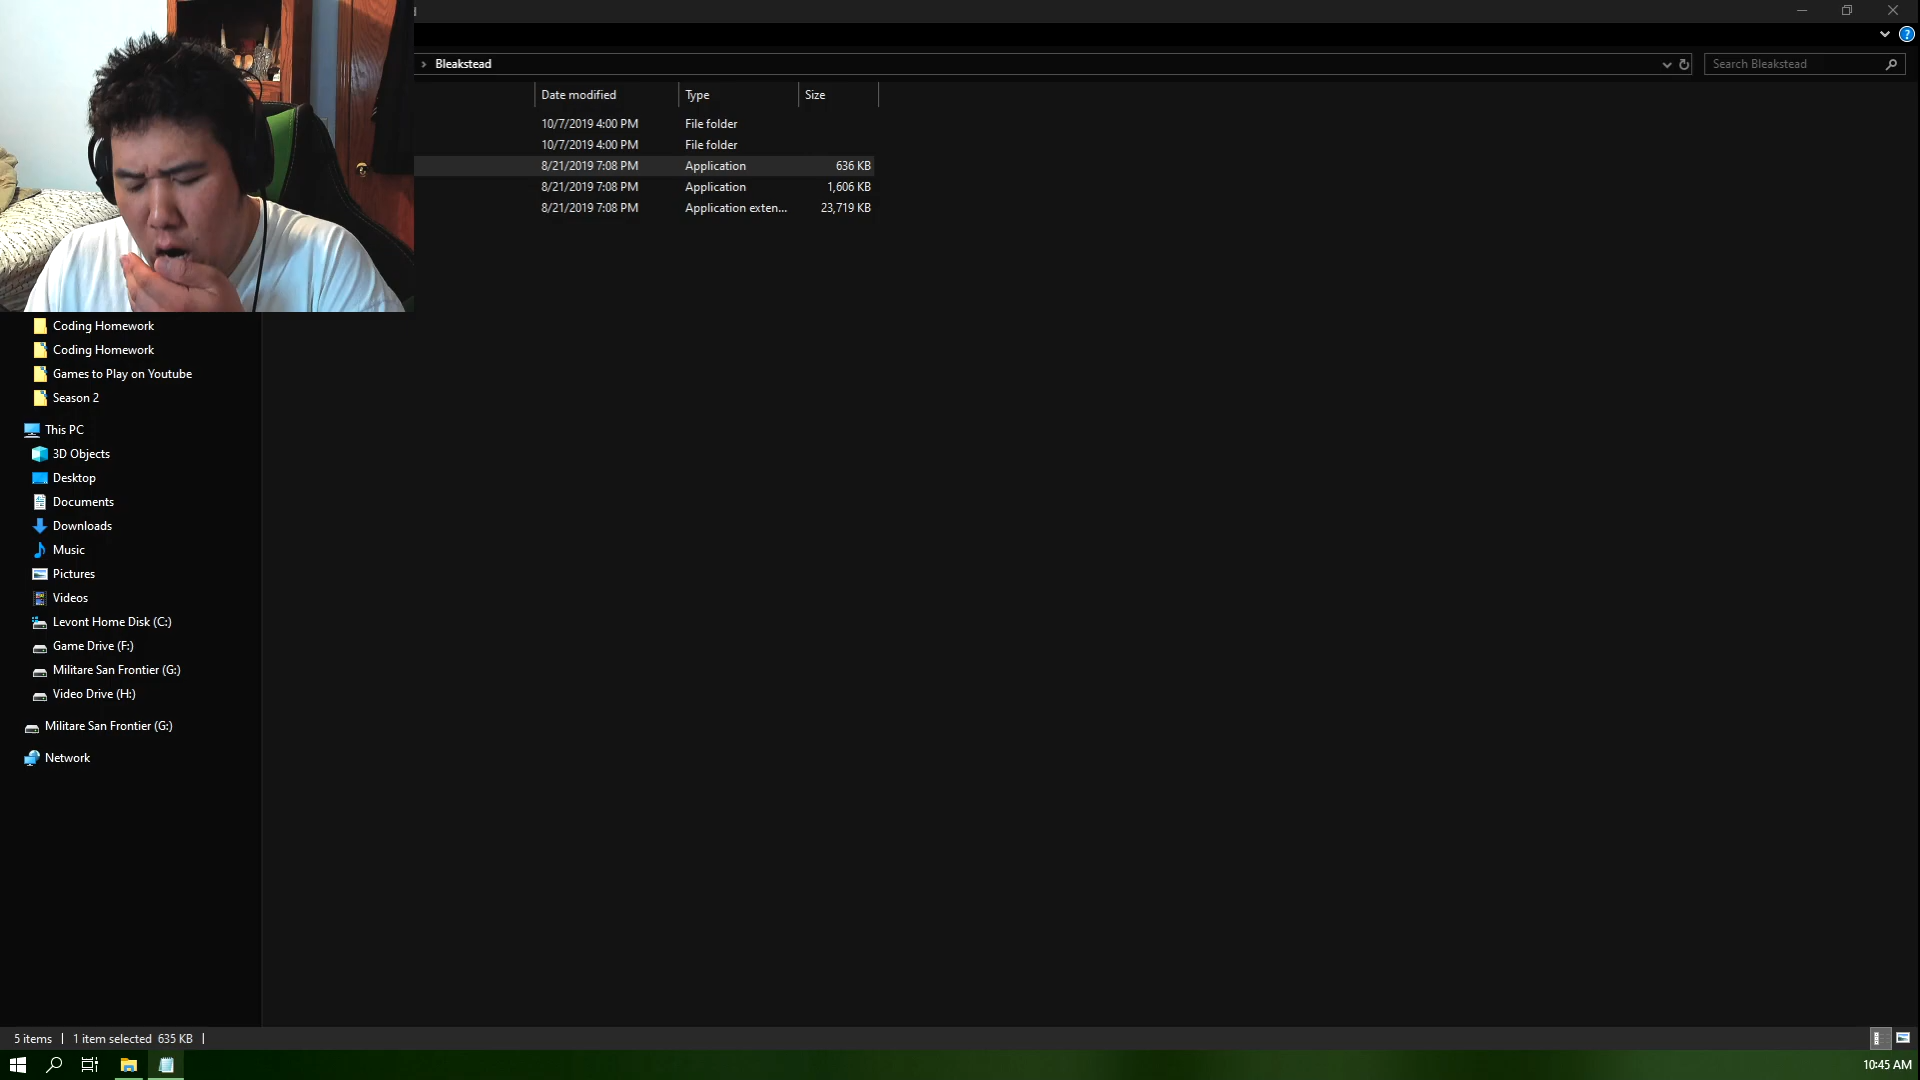 Bleakstead
Search Bleakstead
Date modified Type Size
10/7/2019 4:00 PM File folder
10/7/2019 4:00 PM File folder
8/21/2019 7:08 PM Application 636 KB
8/21/2019 7:08 PM Application 1,606 KB
8/21/2019 7:08 PM Application exten... 23,719 KB
Coding Homework
Coding Homework
Games to Play on Youtube
Season 2
This PC
3D Objects
Desktop
Documents
Downloads
Music
Pictures
Videos
Levont Home Disk (C:)
Game Drive (F:)
Militare San Frontier (G:)
Video Drive (H:)
Militare San Frontier (G:)
Network
5 items 1 item selected 635 KB
10:45 AM